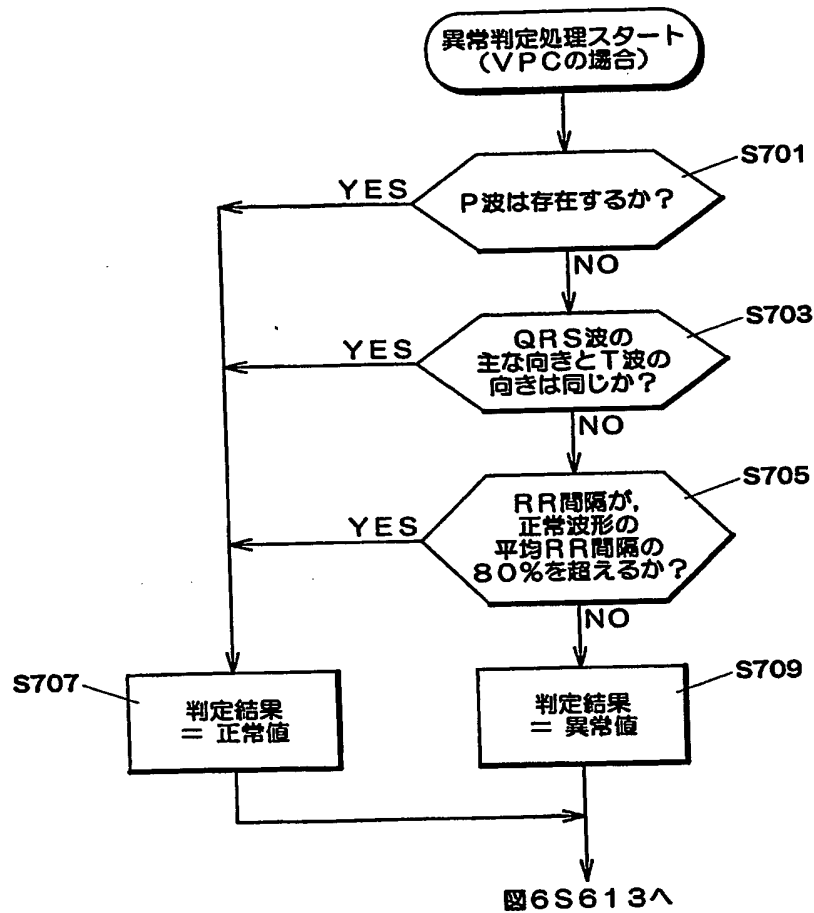 異常判定処理スタート
(VPCの場合)
S701
P波は存在するか?
YES
NO
S703
QRS波の
主な向きとT波の
向きは同じか?
YES
NO
S705
RR間隔が,
正常波形の
平均RR間隔の
80%を超えるか?
YES
NO
S707
判定結果
= 正常値
S709
判定結果
= 異常値
図6S613へ